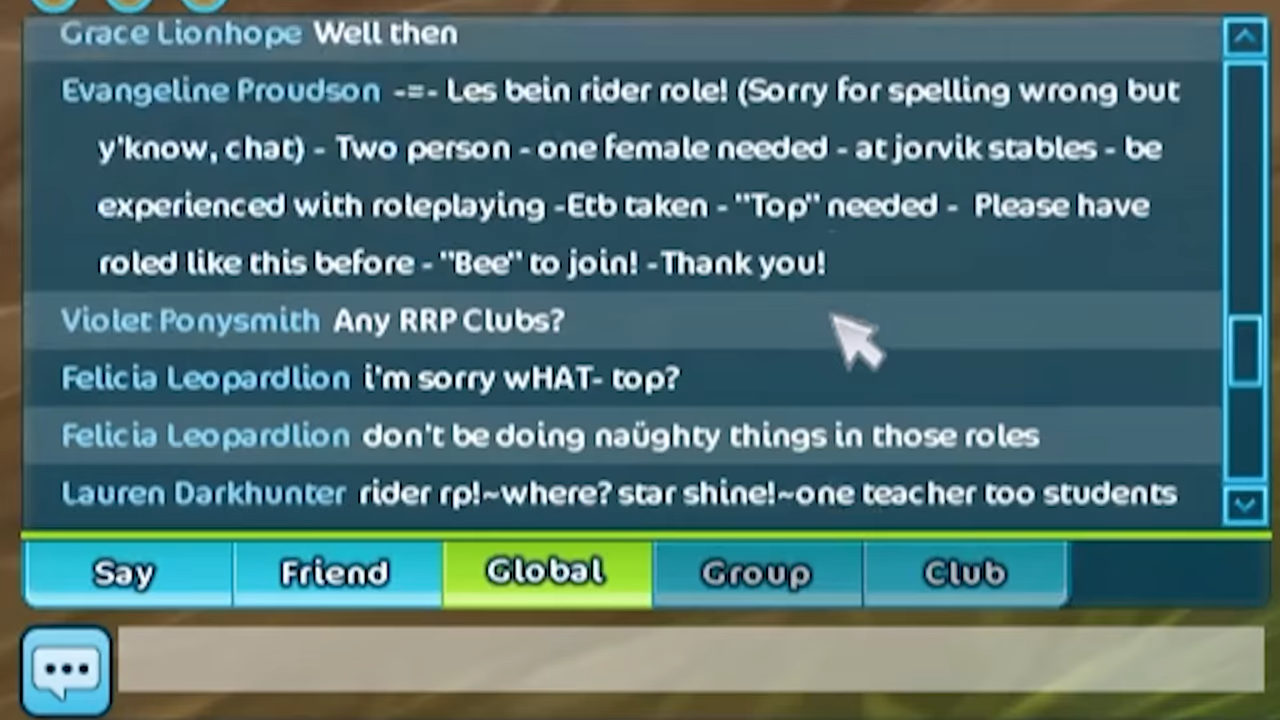 Grace Lionhope Well then
Evangeline Proudson -=- Les bein rider role! (Sorry for spelling wrong but
y'know, chat) - Two person - one female needed - at jorvik stables - be
experienced with roleplaying -Etb taken - "Top" needed - Please have
roled like this before - "Bee" to join! -Thank you!
Violet Ponysmith Any RRP Clubs?
Felicia Leopardlion i'm sorry wHAT- top?
Felicia Leopardlion don't be doing naüghty things in those roles
Lauren Darkhunter rider rp!~where? star shine!~one teacher too students
Say Friend Global Group Club